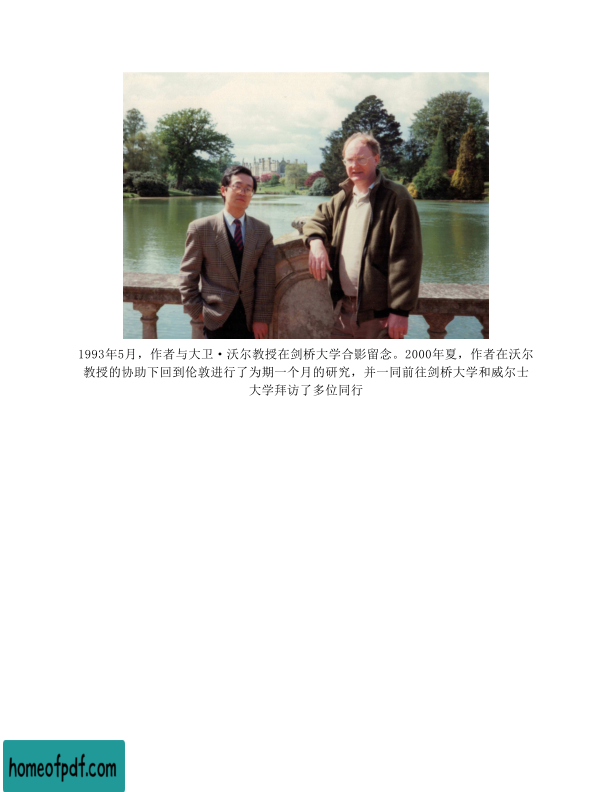 1993年5月，作者与大卫·沃尔教授在剑桥大学合影留念。2000年夏，作者在沃尔
教授的协助下回到伦敦进行了为期一个月的研究，并一同前往剑桥大学和威尔士
大学拜访了多位同行
homeofpdf.com